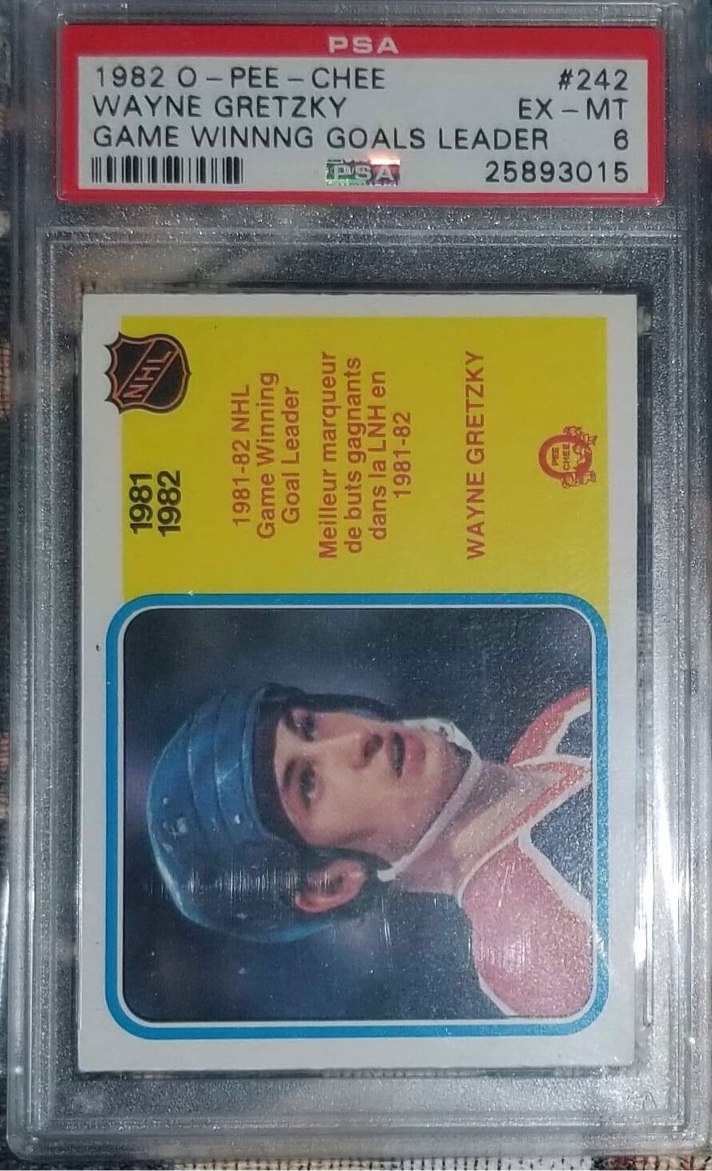 PSA
1982 O-PEE-CHEE #242
WAYNE GRETZKY EX-MT
GAME WINNNG GOALS LEADER 6
PSA 25893015
NHL
1981
1982
1981-82 NHL
Game Winning
Goal Leader
Meilleur marqueur
de buts gagnants
dans la LNH en
1981-82
WAYNE GRETZKY
O
PEE
CHEE